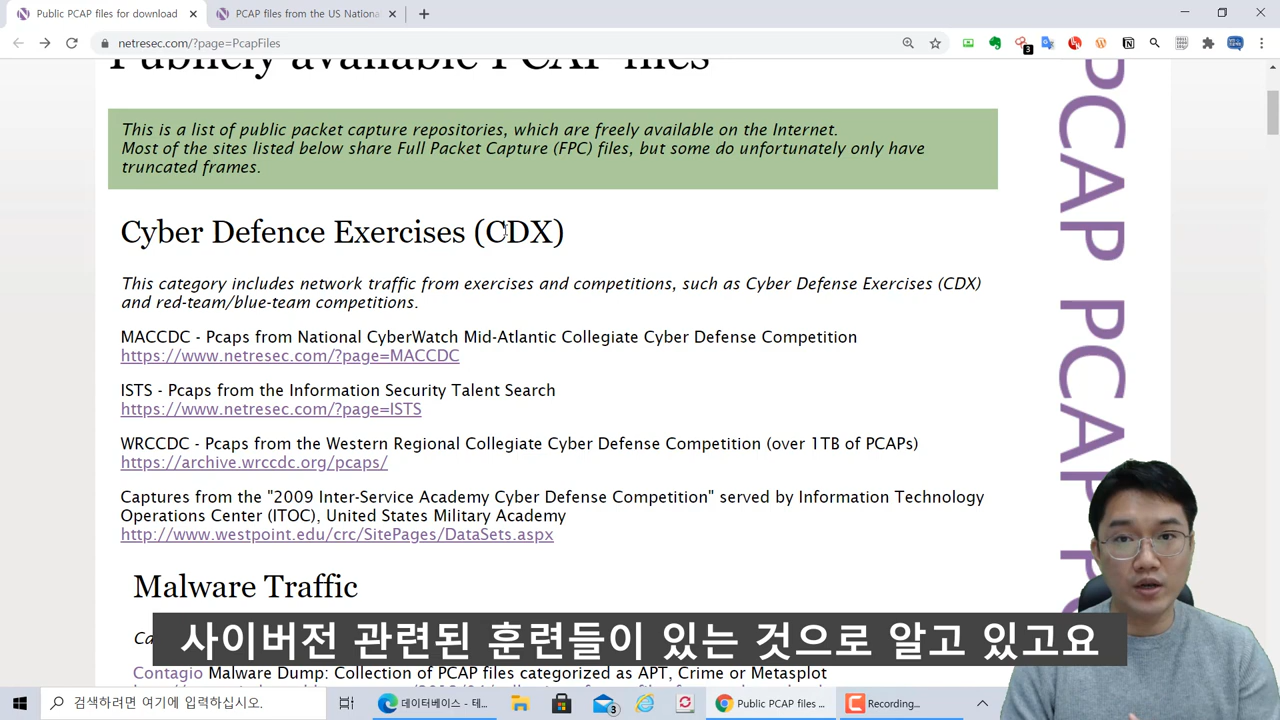 Public PCAP files for download
PCAP files from the US Nationa
netresec.com/?page=PcapFiles
3
Publicly available PCAP files
This is a list of public packet capture repositories, which are freely available on the Internet.
Most of the sites listed below share Full Packet Capture (FPC) files, but some do unfortunately only have
truncated frames.
Cyber Defence Exercises (CDX)
This category includes network traffic from exercises and competitions, such as Cyber Defense Exercises (CDX)
and red-team/blue-team competitions.
MACCDC - Pcaps from National CyberWatch Mid-Atlantic Collegiate Cyber Defense Competition
https://www.netresec.com/?page=MACCDC
ISTS - Pcaps from the Information Security Talent Search
https://www.netresec.com/?page=ISTS
WRCCDC - Pcaps from the Western Regional Collegiate Cyber Defense Competition (over 1TB of PCAPs)
https://archive.wrccdc.org/pcaps/
Captures from the "2009 Inter-Service Academy Cyber Defense Competition" served by Information Technology
Operations Center (ITOC), United States Military Academy
http://www.westpoint.edu/crc/SitePages/DataSets.aspx
Malware Traffic
Ca
사이버전 관련된 훈련들이 있는 것으로 알고 있고요
Contagio Malware Dump: Collection of PCAP files categorized as APT, Crime or Metasplot
PCAP PCAP
검색하려면 여기에 입력하십시오.
데이터베이스 - 테...
3
Public PCAP files ...
Recording...